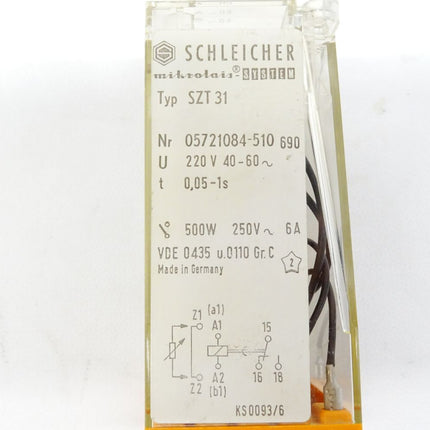 S SCHLEICHER
mikrolais-®SYSTEM
Typ SZT 31
Nr 05721084-510 690
U 220 V 40-60 ~
t 0,05-1s
500W 250V ~ 6A
VDE 0435 u.0110 Gr.C 2
Made in Germany
Z1 (a1) A1 15
Z2 A2 (b1) 16 18
KS0093/6